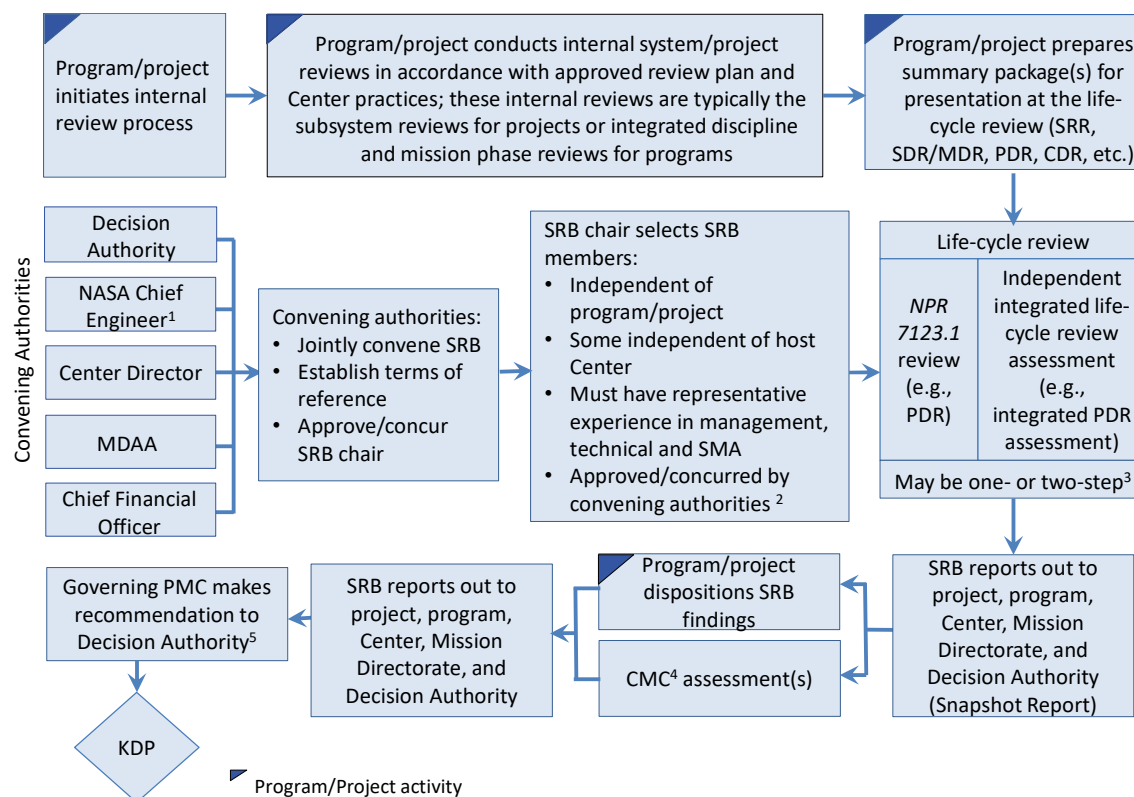 Program/project
initiates internal
review process
Program/project conducts internal system/project
reviews in accordance with approved review plan and
Center practices; these internal reviews are typically the
subsystem reviews for projects or integrated discipline
and mission phase reviews for programs
Program/project prepares
summary package(s) for
presentation at the life-
cycle review (SRR,
SDR/MDR, PDR, CDR, etc.)
Convening Authorities
Decision
Authority
NASA Chief
Engineer¹
Center Director
MDAA
Chief Financial
Officer
Convening authorities:
• Jointly convene SRB
• Establish terms of
reference
• Approve/concur
SRB chair
SRB chair selects SRB
members:
• Independent of
program/project
• Some independent of host
Center
• Must have representative
experience in management,
technical and SMA
• Approved/concurred by
convening authorities ²
Life-cycle review
NPR
7123.1
review
(e.g.,
PDR)
Independent
integrated life-
cycle review
assessment
(e.g.,
integrated PDR
assessment)
May be one- or two-step³
SRB reports out to
project, program,
Center, Mission
Directorate, and
Decision Authority
(Snapshot Report)
Program/project
dispositions SRB
findings
CMC⁴ assessment(s)
SRB reports out to
project, program,
Center, Mission
Directorate, and
Decision Authority
Governing PMC makes
recommendation to
Decision Authority⁵
KDP
Program/Project activity